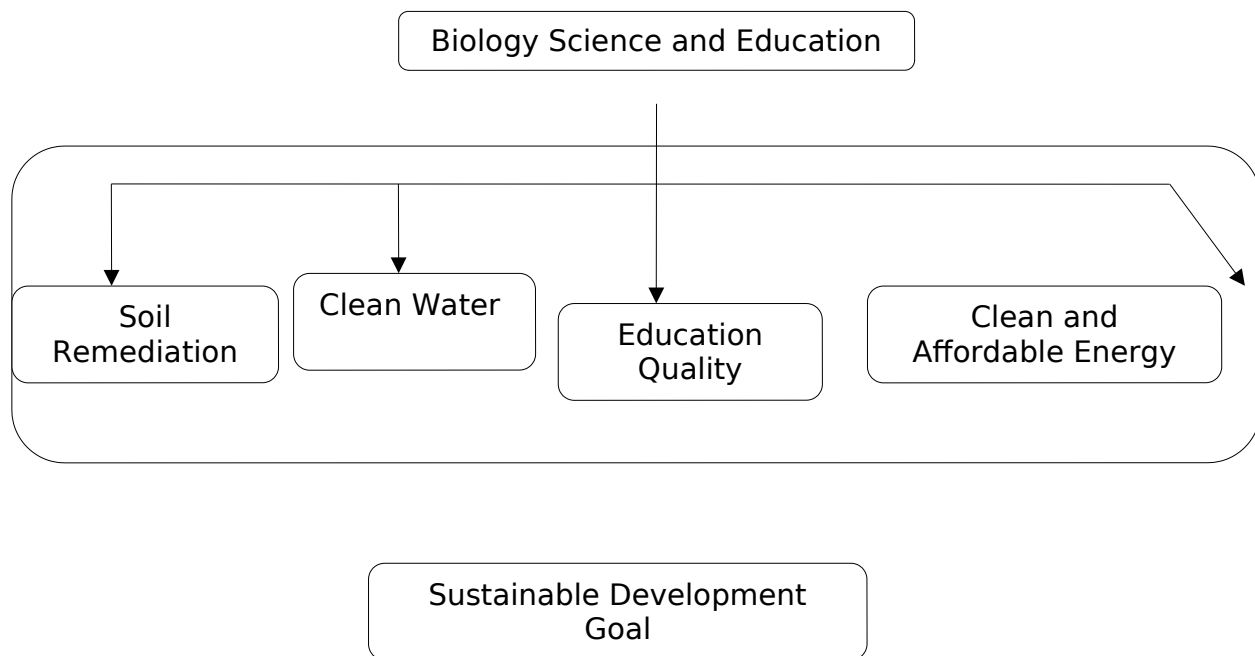 Biology Science and Education
Soil
Remediation
Clean Water
Education
Quality
Clean and
Affordable Energy
Sustainable Development
Goal